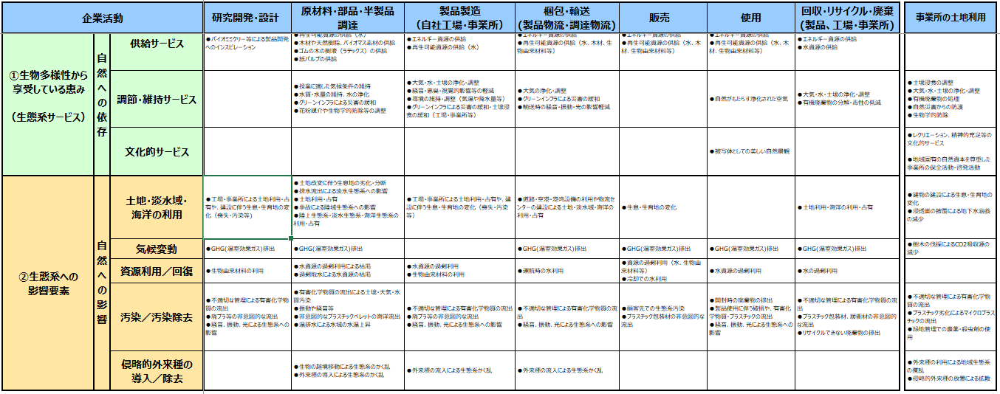 企業活動
研究開発・設計
原材料・部品・半製品
調達
製品製造
(自社工場・事業所)
梱包・輸送
(製品物流・調達物流)
販売
使用
回収・リサイクル・廃棄
(製品、工場・事業所)
事業所の土地利用
①生物多様性から
享受している恵み
（生態系サービス）
自然への依存
供給サービス
●バイオミミクリー等による製品開発
へのインスピレーション
●再生可能資源の供給（水）
●木材や天然樹脂、バイオマス素材の供給
●ゴムの木の樹液（ラテックス）の供給
●紙パルプの供給
●エネルギー資源の供給
●再生可能資源の供給（水）
●エネルギー資源の供給
●再生可能資源の供給（水、木材、生
物由来材料等）
●エネルギー資源の供給
●再生可能資源の供給（水、木
材、生物由来材料等）
●エネルギー資源の供給
●再生可能資源の供給（水、木
材、生物由来材料等）
●エネルギー資源の供給
●水資源の供給
調節・維持サービス
●操業に適した気候条件の維持
●水質・水量の維持、水の浄化
●グリーンインフラによる災害の緩和
●花粉媒介や生物学的防除等の調整
●大気・水・土壌の浄化・調整
●騒音・悪臭・視覚的影響等の軽減
●環境の維持・調整（気温や降水量等）
●グリーンインフラによる災害の緩和・土壌浸
食の緩和（工場・事業所等）
●大気の浄化・調整
●グリーンインフラによる災害の緩和
●輸送時の騒音・振動・光の影響軽減
●自然がもたらす浄化された空気
●大気・水・土壌の浄化・調整
●有機廃棄物の分解・毒性の低減
●土壌浸食の調整
●大気・水・土壌の浄化・調整
●有機廃棄物の処理
●自然災害からの防護
●生物学的防除
文化的サービス
●被写体としての美しい自然景観
●レクリエーション、精神的充足等の
文化的サービス
●地域固有の自然資本を尊重した
事業所の保全活動・啓発活動
②生態系への
影響要素
自然への影響
土地・淡水域・
海洋の利用
●工場・事業所による土地利用・占
有や、建設に伴う生息・生育地の変
化（喪失・汚染等）
●土地改変に伴う生息地の劣化・分断
●排水流出による淡水生態系への影響
●土地利用・占有
●事故による陸域生態系への影響
●陸上生態系・淡水生態系・海洋生態系の
利用・占有
●工場・事業所による土地利用・占有や、建
設に伴う生息・生育地の変化（喪失・汚染
等）
●道路・空港・港湾設備の利用や物流セ
ンターの建設による土地・淡水域・海洋
の利用・占有
●生息・生育地の変化
●土地利用・海洋の利用・占有
●建物の建設による生息・生育地の
変化
●浸透面の被覆による地下水涵養
の減少
気候変動
●GHG(温室効果ガス)排出
●GHG(温室効果ガス)排出
●GHG(温室効果ガス)排出
●GHG(温室効果ガス)排出
●GHG(温室効果ガス)排出
●GHG(温室効果ガス)排出
●樹木の伐採によるCO2吸収源の
減少
資源利用／回復
●生物由来材料の利用
●水資源の過剰利用による枯渇
●過剰取水による水資源の枯渇
●水資源の過剰利用
●生物由来材料の利用
●運航時の水利用
●資源の過剰利用（水、生物由
来材料等）
●冷却での水利用
●水資源の過剰利用
●水の過剰利用
汚染／汚染除去
●不適切な管理による有害化学物
質の流出
●廃プラ等の非意図的な流出
●騒音、振動、光による生態系への
影響
●有害化学物質の流出による土壌・大気・水
質汚染
●振動や騒音等
●非意図的なプラスチックペレットの海洋流出
●温排水による水域の水温上昇
●不適切な管理による有害化学物質の流出
●廃プラ等の非意図的な流出
●騒音、振動、光による生態系への影響
●不適切な管理による有害化学物質の流
出
●騒音、振動、光による生態系への影響
●顧客先での生態系汚染
●プラスチック包装材の非意図的な
流出
●開封時の廃棄物の排出
●製品使用に伴う破損や、有害化
学物質・プラスチックの流出
●騒音、振動、光による生態系への
影響
●不適切な管理による有害化学物質の流
出
●プラスチック包装材、緩衝材の非意図的な
流出
●リサイクルできない廃棄物の排出
●不適切な管理による有害化学物
質の流出
●プラスチック劣化によるマイクロプラス
チックの流出
●緑地管理での農薬・殺虫剤の使
用
侵略的外来種の
導入／除去
●生物の越境移動による生態系のかく乱
●外来種の導入による生態系のかく乱
●外来種の流入による生態系かく乱
●外来種の流入による生態系かく乱
●外来種の利用による地域生態系
の撹乱
●侵略的外来種の放置による拡散